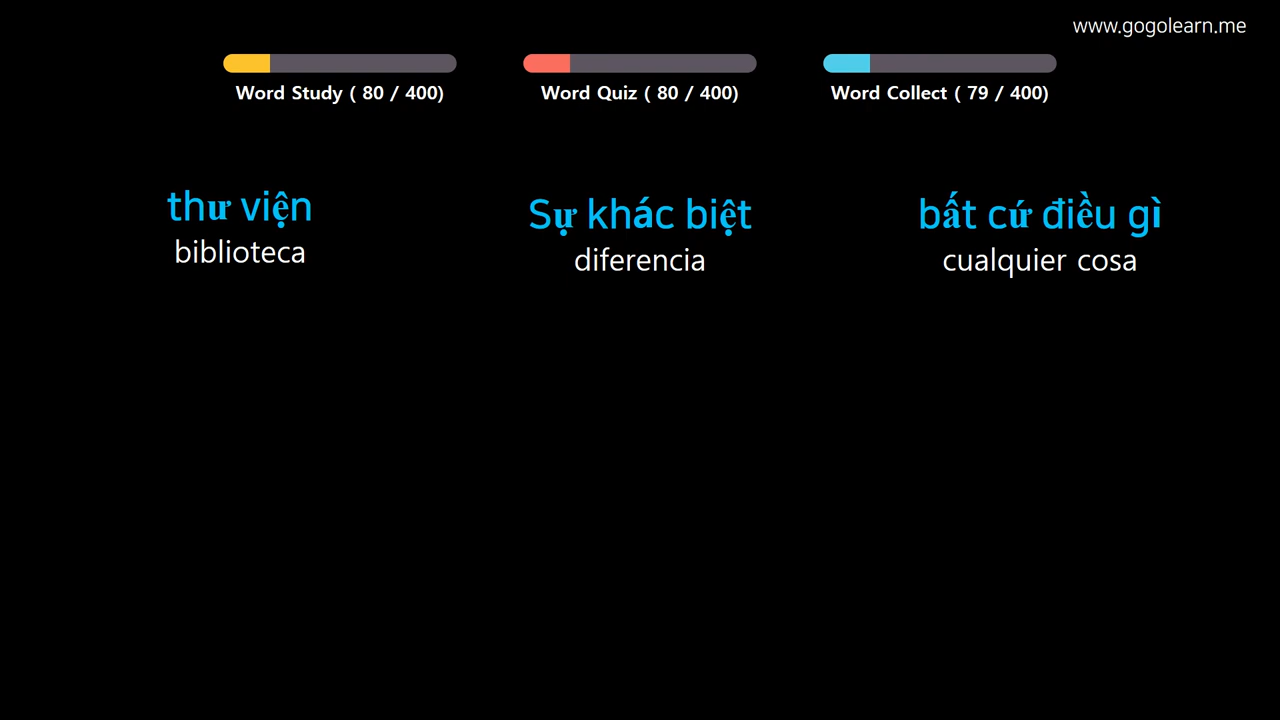 www.gogolearn.me
Word Study ( 80 / 400)
Word Quiz ( 80 / 400)
Word Collect ( 79 / 400)
thư viện
biblioteca
Sự khác biệt
diferencia
bất cứ điều gì
cualquier cosa